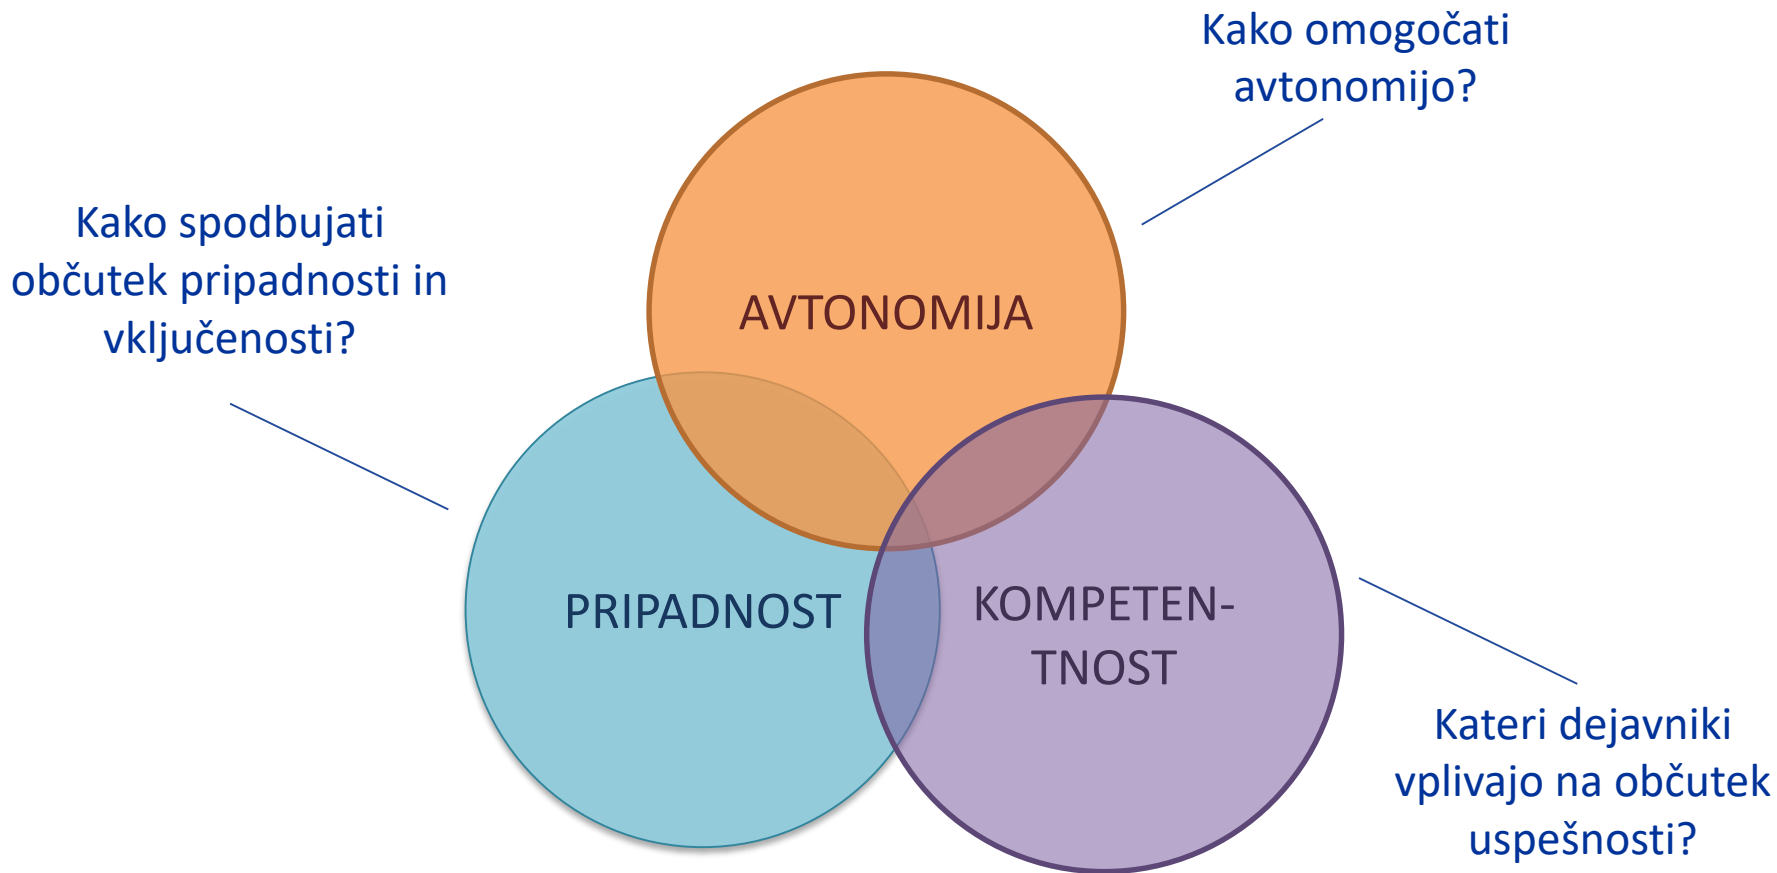 Kako omogočati
avtonomijo?
Kako spodbujati
občutek pripadnosti in
vključenosti?
AVTONOMIJA
PRIPADNOST
KOMPETEN-
TNOST
Kateri dejavniki
vplivajo na občutek
uspešnosti?